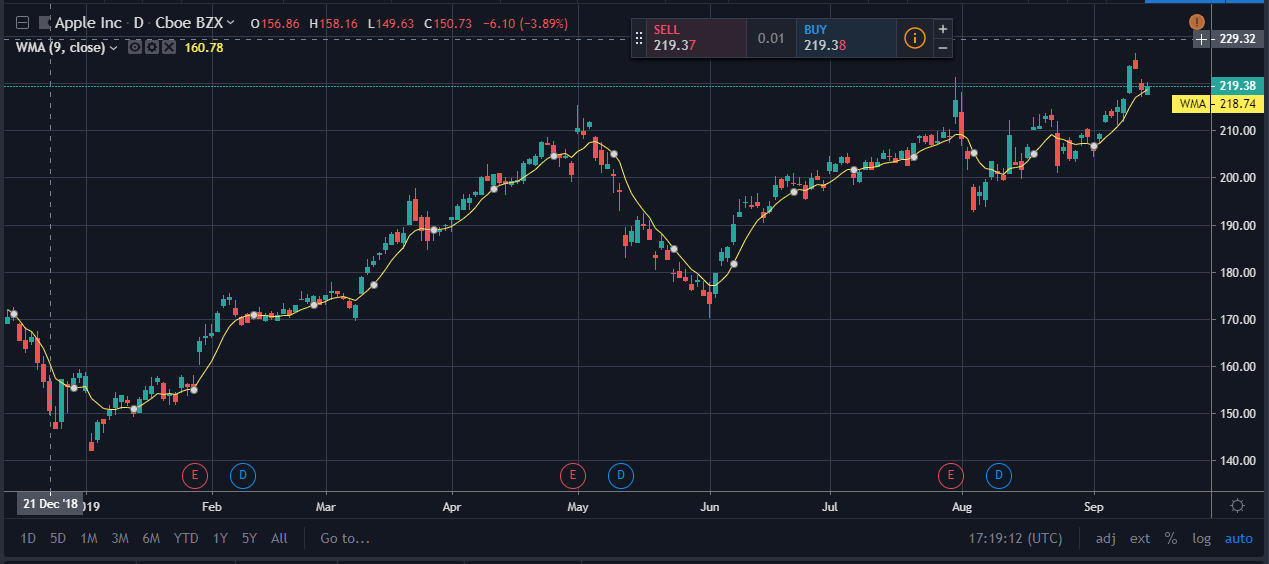 Apple Inc · D · Cboe BZX O156.86 H158.16 L149.63 C150.73 −6.10 (−3.89%)
WMA (9, close) 160.78
SELL
219.37
0.01
BUY
219.38
i
+
−
!
229.32
219.38
WMA 218.74
210.00
200.00
190.00
180.00
170.00
160.00
150.00
140.00
E D E D E D
21 Dec '18 Feb Mar Apr May Jun Jul Aug Sep
1D 5D 1M 3M 6M YTD 1Y 5Y All Go to... 17:19:12 (UTC) adj ext % log auto